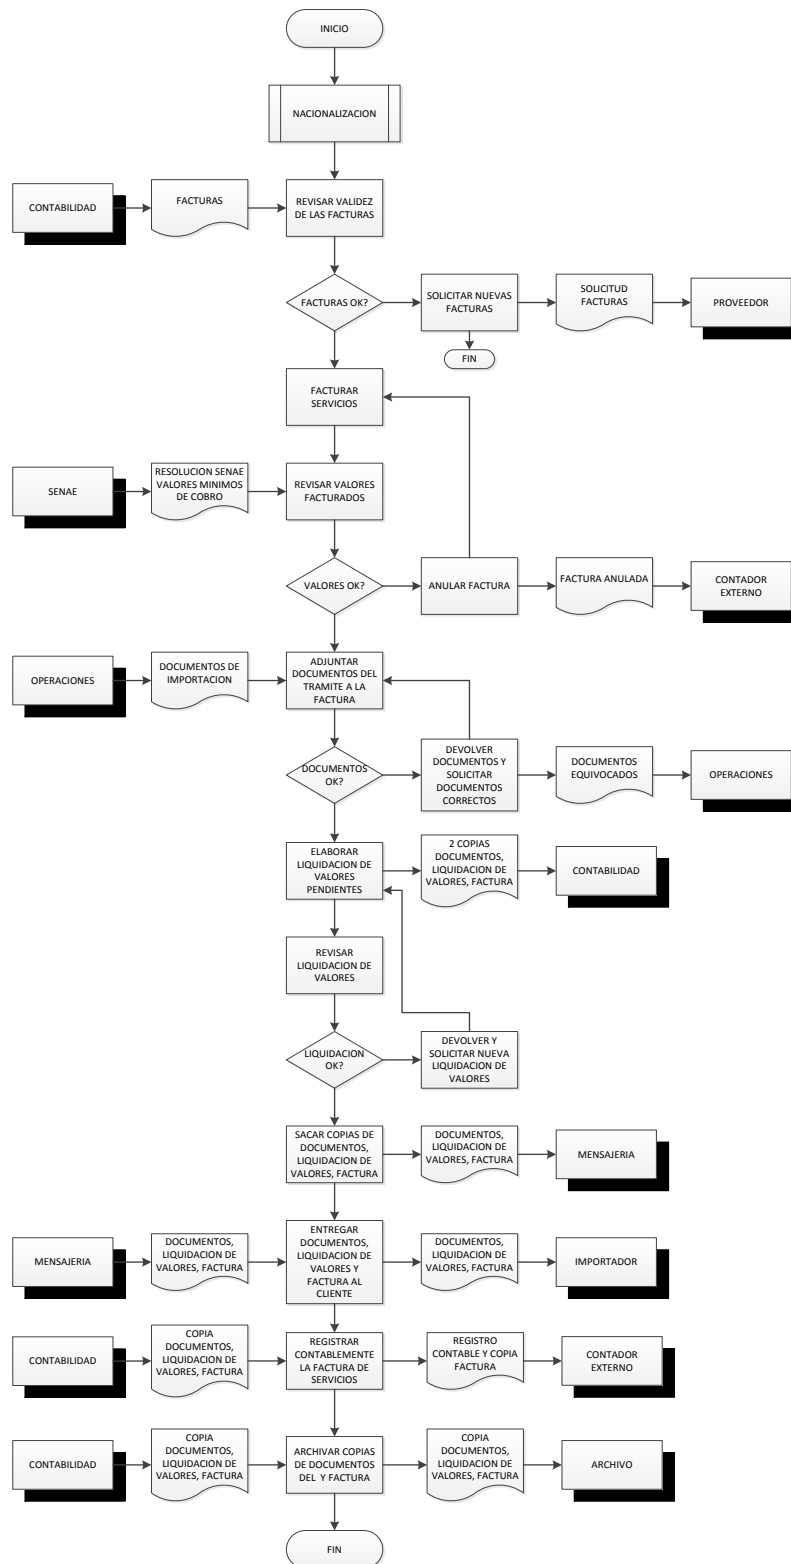 INICIO
NACIONALIZACION
CONTABILIDAD
FACTURAS
REVISAR VALIDEZ
DE LAS FACTURAS
FACTURAS OK?
SOLICITAR NUEVAS
FACTURAS
SOLICITUD
FACTURAS
PROVEEDOR
FIN
FACTURAR
SERVICIOS
SENAE
RESOLUCION SENAE
VALORES MINIMOS
DE COBRO
REVISAR VALORES
FACTURADOS
VALORES OK?
ANULAR FACTURA
FACTURA ANULADA
CONTADOR
EXTERNO
OPERACIONES
DOCUMENTOS DE
IMPORTACION
ADJUNTAR
DOCUMENTOS DEL
TRAMITE A LA
FACTURA
DOCUMENTOS
OK?
DEVOLVER
DOCUMENTOS Y
SOLICITAR
DOCUMENTOS
CORRECTOS
DOCUMENTOS
EQUIVOCADOS
OPERACIONES
ELABORAR
LIQUIDACION DE
VALORES
PENDIENTES
2 COPIAS
DOCUMENTOS,
LIQUIDACION DE
VALORES, FACTURA
CONTABILIDAD
REVISAR
LIQUIDACION DE
VALORES
LIQUIDACION
OK?
DEVOLVER Y
SOLICITAR NUEVA
LIQUIDACION DE
VALORES
SACAR COPIAS DE
DOCUMENTOS,
LIQUIDACION DE
VALORES, FACTURA
DOCUMENTOS,
LIQUIDACION DE
VALORES, FACTURA
MENSAJERIA
MENSAJERIA
DOCUMENTOS,
LIQUIDACION DE
VALORES, FACTURA
ENTREGAR
DOCUMENTOS,
LIQUIDACION DE
VALORES Y
FACTURA AL
CLIENTE
DOCUMENTOS,
LIQUIDACION DE
VALORES, FACTURA
IMPORTADOR
CONTABILIDAD
COPIA
DOCUMENTOS,
LIQUIDACION DE
VALORES, FACTURA
REGISTRAR
CONTABLEMENTE
LA FACTURA DE
SERVICIOS
REGISTRO
CONTABLE Y COPIA
FACTURA
CONTADOR
EXTERNO
CONTABILIDAD
COPIA
DOCUMENTOS,
LIQUIDACION DE
VALORES, FACTURA
ARCHIVAR COPIAS
DE DOCUMENTOS
DEL Y FACTURA
COPIA
DOCUMENTOS,
LIQUIDACION DE
VALORES, FACTURA
ARCHIVO
FIN